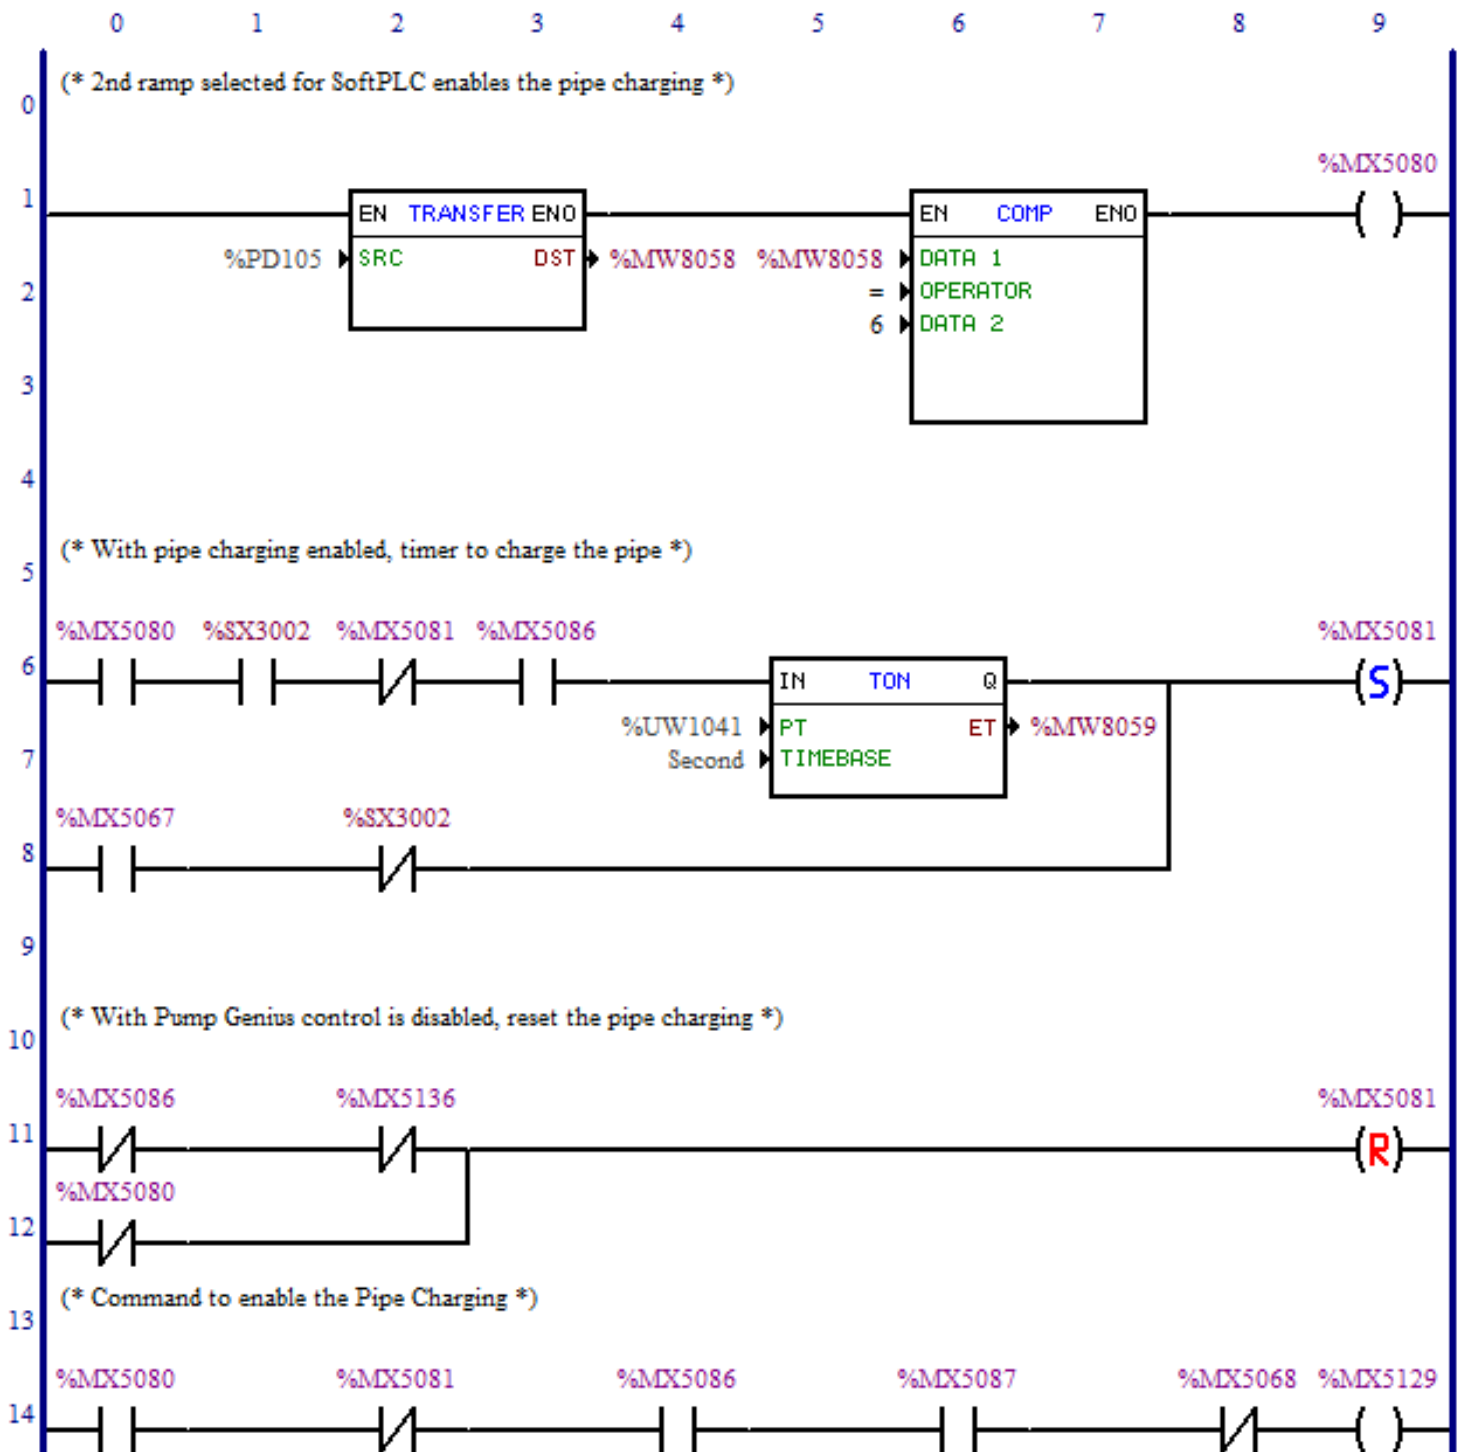 0 1 2 3 4 5 6 7 8 9
(* 2nd ramp selected for SoftPLC enables the pipe charging *)
0
%MX5080
1
EN TRANSFER ENO
EN COMP ENO
( )
%PD105 SRC DST %MW8058
%MW8058 DATA 1
2
= OPERATOR
6 DATA 2
3
4
(* With pipe charging enabled, timer to charge the pipe *)
5
%MX5080 %SX3002 %MX5081 %MX5086 %MX5081
6
IN TON Q
(S)
%UW1041 PT ET %MW8059
7
Second TIMEBASE
%MX5067 %SX3002
8
9
(* With Pump Genius control is disabled, reset the pipe charging *)
10
%MX5086 %MX5136 %MX5081
11
(R)
%MX5080
12
(* Command to enable the Pipe Charging *)
13
%MX5080 %MX5081 %MX5086 %MX5087 %MX5068 %MX5129
14
( )